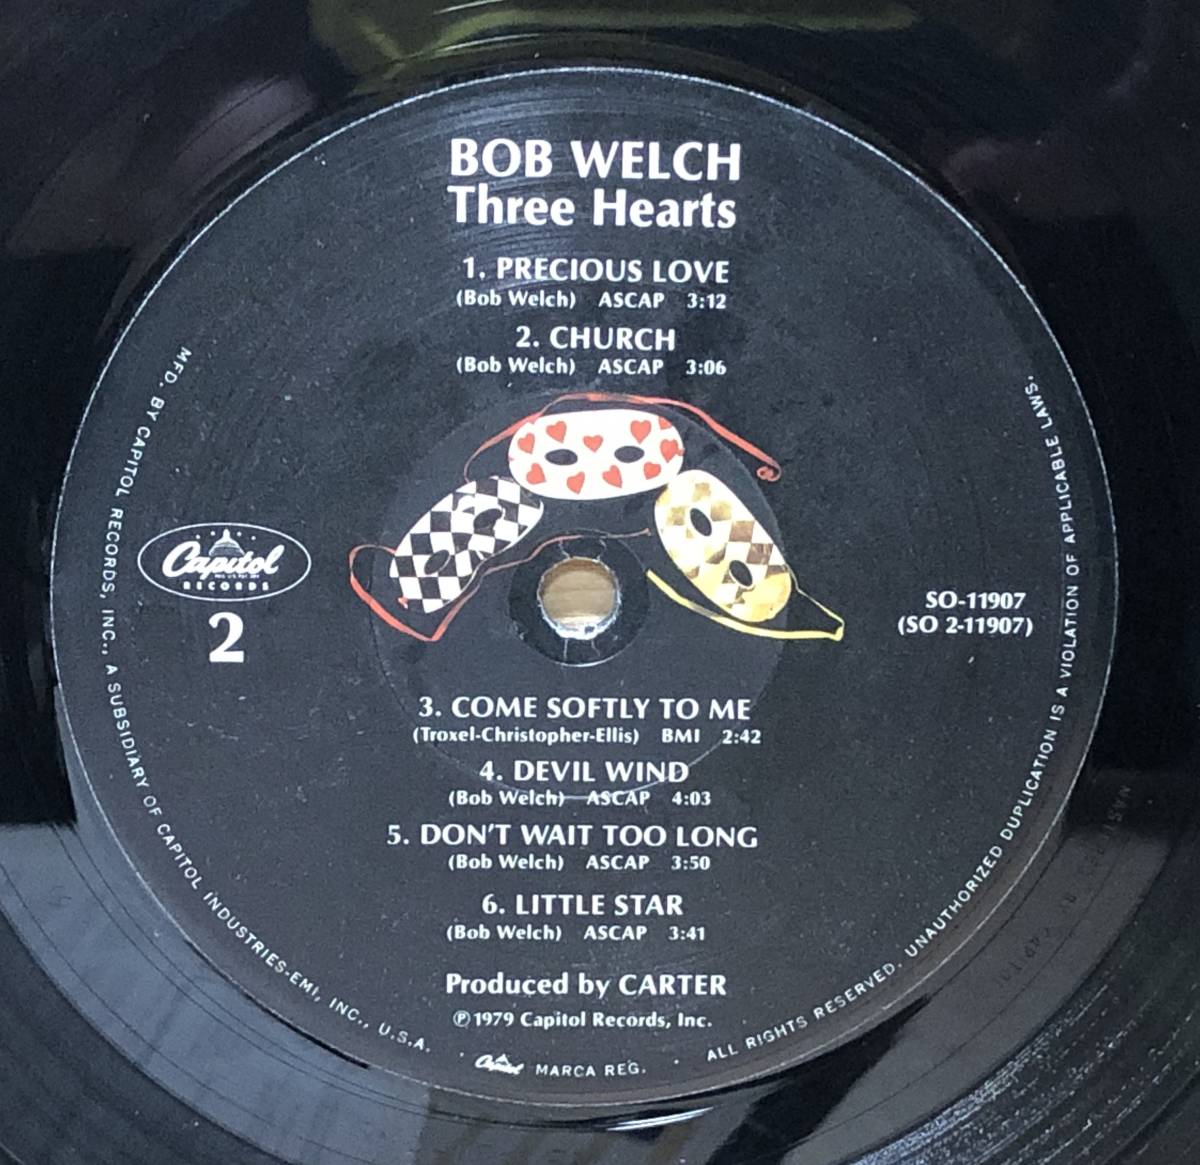 BOB WELCH
Three Hearts
1. PRECIOUS LOVE
(Bob Welch) ASCAP 3:12
2. CHURCH
(Bob Welch) ASCAP 3:06
Capitol
RECORDS
2
SO-11907
(SO 2-11907)
3. COME SOFTLY TO ME
(Troxel-Christopher-Ellis) BMI 2:42
4. DEVIL WIND
(Bob Welch) ASCAP 4:03
5. DON'T WAIT TOO LONG
(Bob Welch) ASCAP 3:50
6. LITTLE STAR
(Bob Welch) ASCAP 3:41
Produced by CARTER
℗1979 Capitol Records, Inc.
MFD. BY CAPITOL RECORDS, INC., A SUBSIDIARY OF CAPITOL INDUSTRIES-EMI, INC., U.S.A. · Capitol MARCA REG. · ALL RIGHTS RESERVED. UNAUTHORIZED DUPLICATION IS A VIOLATION OF APPLICABLE LAWS.